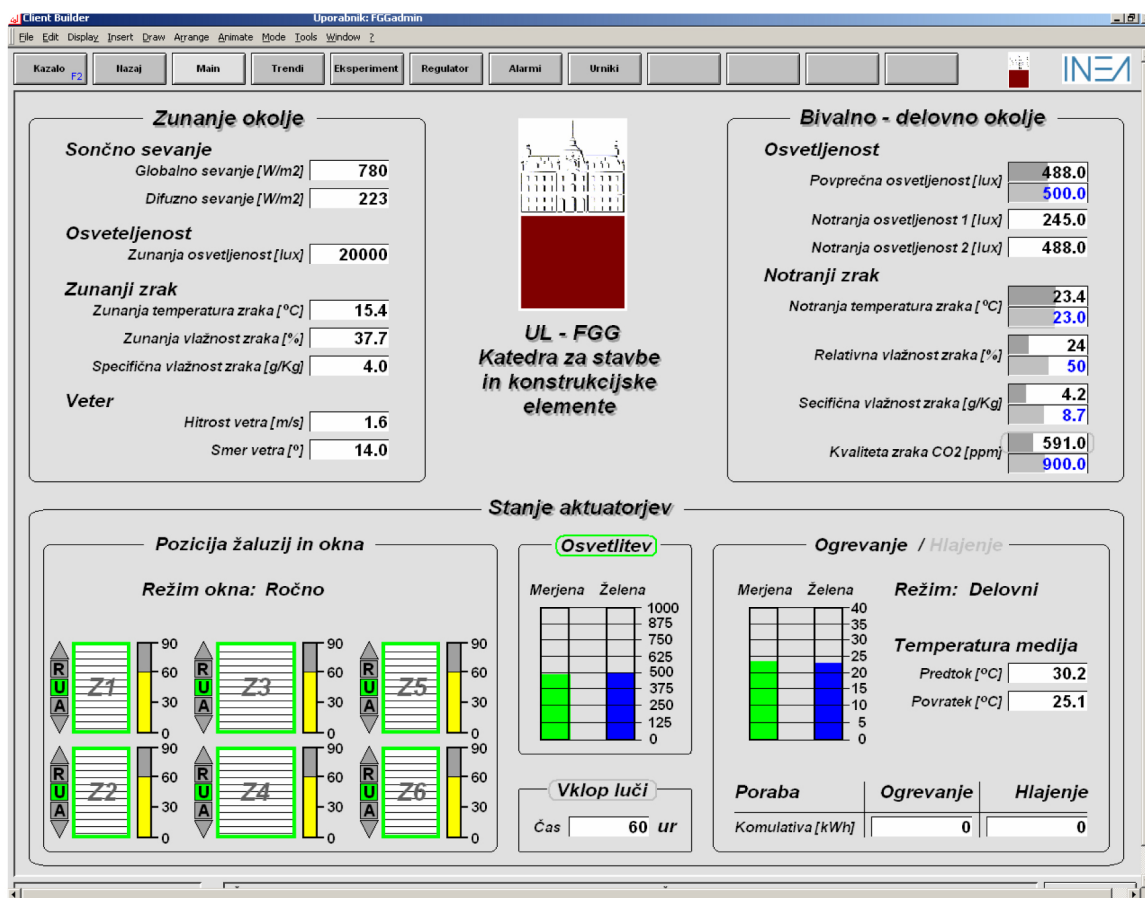 Client Builder Uporabnik: FGGadmin
File Edit Display Insert Draw Arrange Animate Mode Tools Window ?
Kazalo F2 Nazaj Main Trendi Eksperiment Regulator Alarmi Urniki INEA
Zunanje okolje
Sončno sevanje
Globalno sevanje [W/m2] 780
Difuzno sevanje [W/m2] 223
Osveteljenost
Zunanja osvetljenost [lux] 20000
Zunanji zrak
Zunanja temperatura zraka [ºC] 15.4
Zunanja vlažnost zraka [%] 37.7
Specifična vlažnost zraka [g/Kg] 4.0
Veter
Hitrost vetra [m/s] 1.6
Smer vetra [º] 14.0
UL - FGG
Katedra za stavbe
in konstrukcijske
elemente
Bivalno - delovno okolje
Osvetljenost
Povprečna osvetljenost [lux] 488.0
500.0
Notranja osvetljenost 1 [lux] 245.0
Notranja osvetljenost 2 [lux] 488.0
Notranji zrak
Notranja temperatura zraka [ºC] 23.4
23.0
Relativna vlažnost zraka [%] 24
50
Secifična vlažnost zraka [g/Kg] 4.2
8.7
Kvaliteta zraka CO2 [ppm] 591.0
900.0
Stanje aktuatorjev
Pozicija žaluzij in okna
Režim okna: Ročno
R U A Z1 90 60 30 0
R U A Z3 90 60 30 0
R U A Z5 90 60 30 0
R U A Z2 90 60 30 0
R U A Z4 90 60 30 0
R U A Z6 90 60 30 0
Osvetlitev
Merjena Želena
1000
875
750
625
500
375
250
125
0
Vklop luči
Čas 60 ur
Ogrevanje / Hlajenje
Merjena Želena
40
35
30
25
20
15
10
5
0
Režim: Delovni
Temperatura medija
Predtok [ºC] 30.2
Povratek [ºC] 25.1
Poraba Ogrevanje Hlajenje
Komulativa [kWh] 0 0